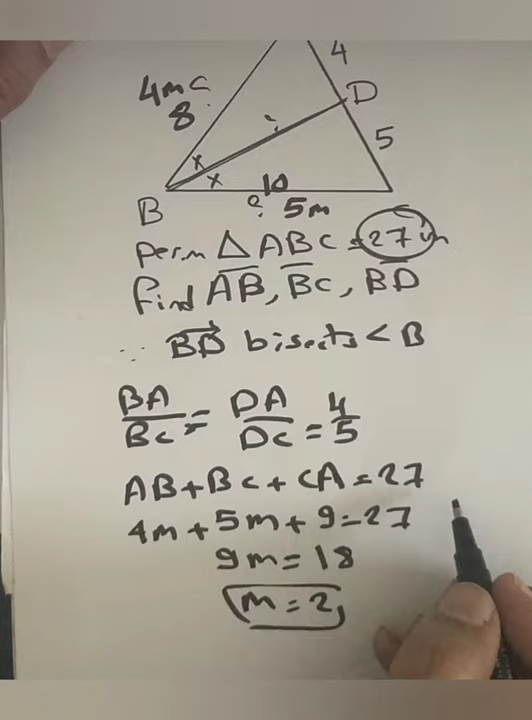 4
4m
D
8
5
x
x
10
B
?
5m
perm △ABC = 27 in
find AB, BC, BD
∵ BD bisects < B
BA/BC = DA/DC = 4/5
AB+BC+CA=27
4m+5m+9=27
9m=18
m=2